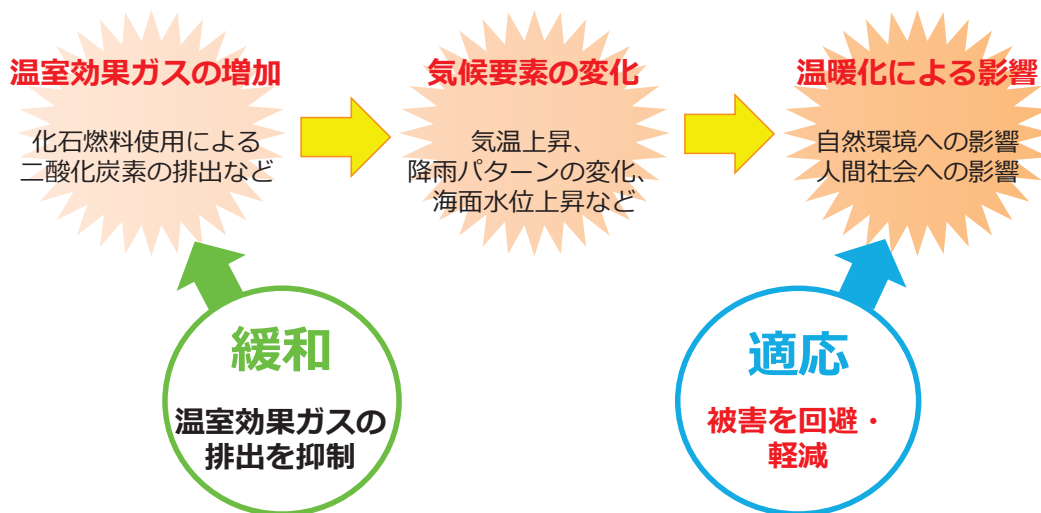 温室効果ガスの増加
化石燃料使用による
二酸化炭素の排出など
気候要素の変化
気温上昇、
降雨パターンの変化、
海面水位上昇など
温暖化による影響
自然環境への影響
人間社会への影響
緩和
温室効果ガスの
排出を抑制
適応
被害を回避・
軽減